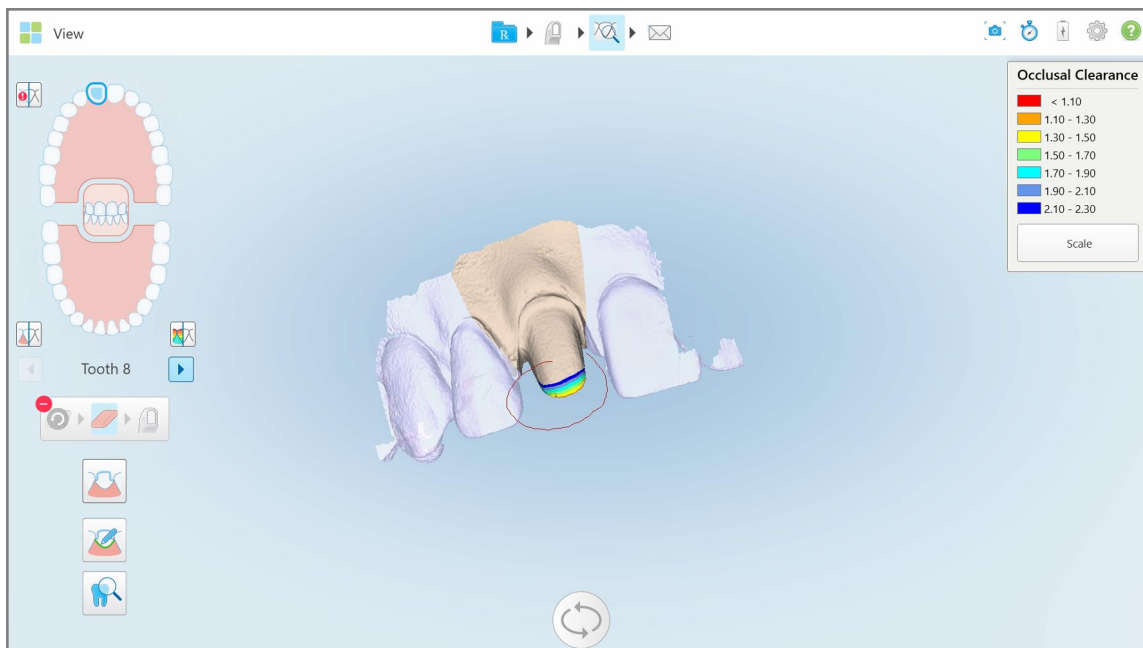 View
R
?
Occlusal Clearance
< 1.10
1.10 - 1.30
1.30 - 1.50
1.50 - 1.70
1.70 - 1.90
1.90 - 2.10
2.10 - 2.30
Scale
Tooth 8